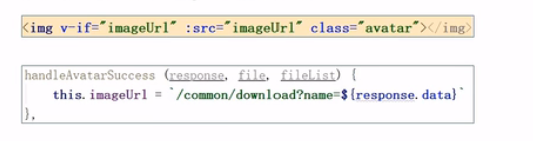 <img v-if="imageUrl" :src="imageUrl" class="avatar"></img>
handleAvatarSuccess (response, file, fileList) {
this.imageUrl = `/common/download?name=${response.data}`
},